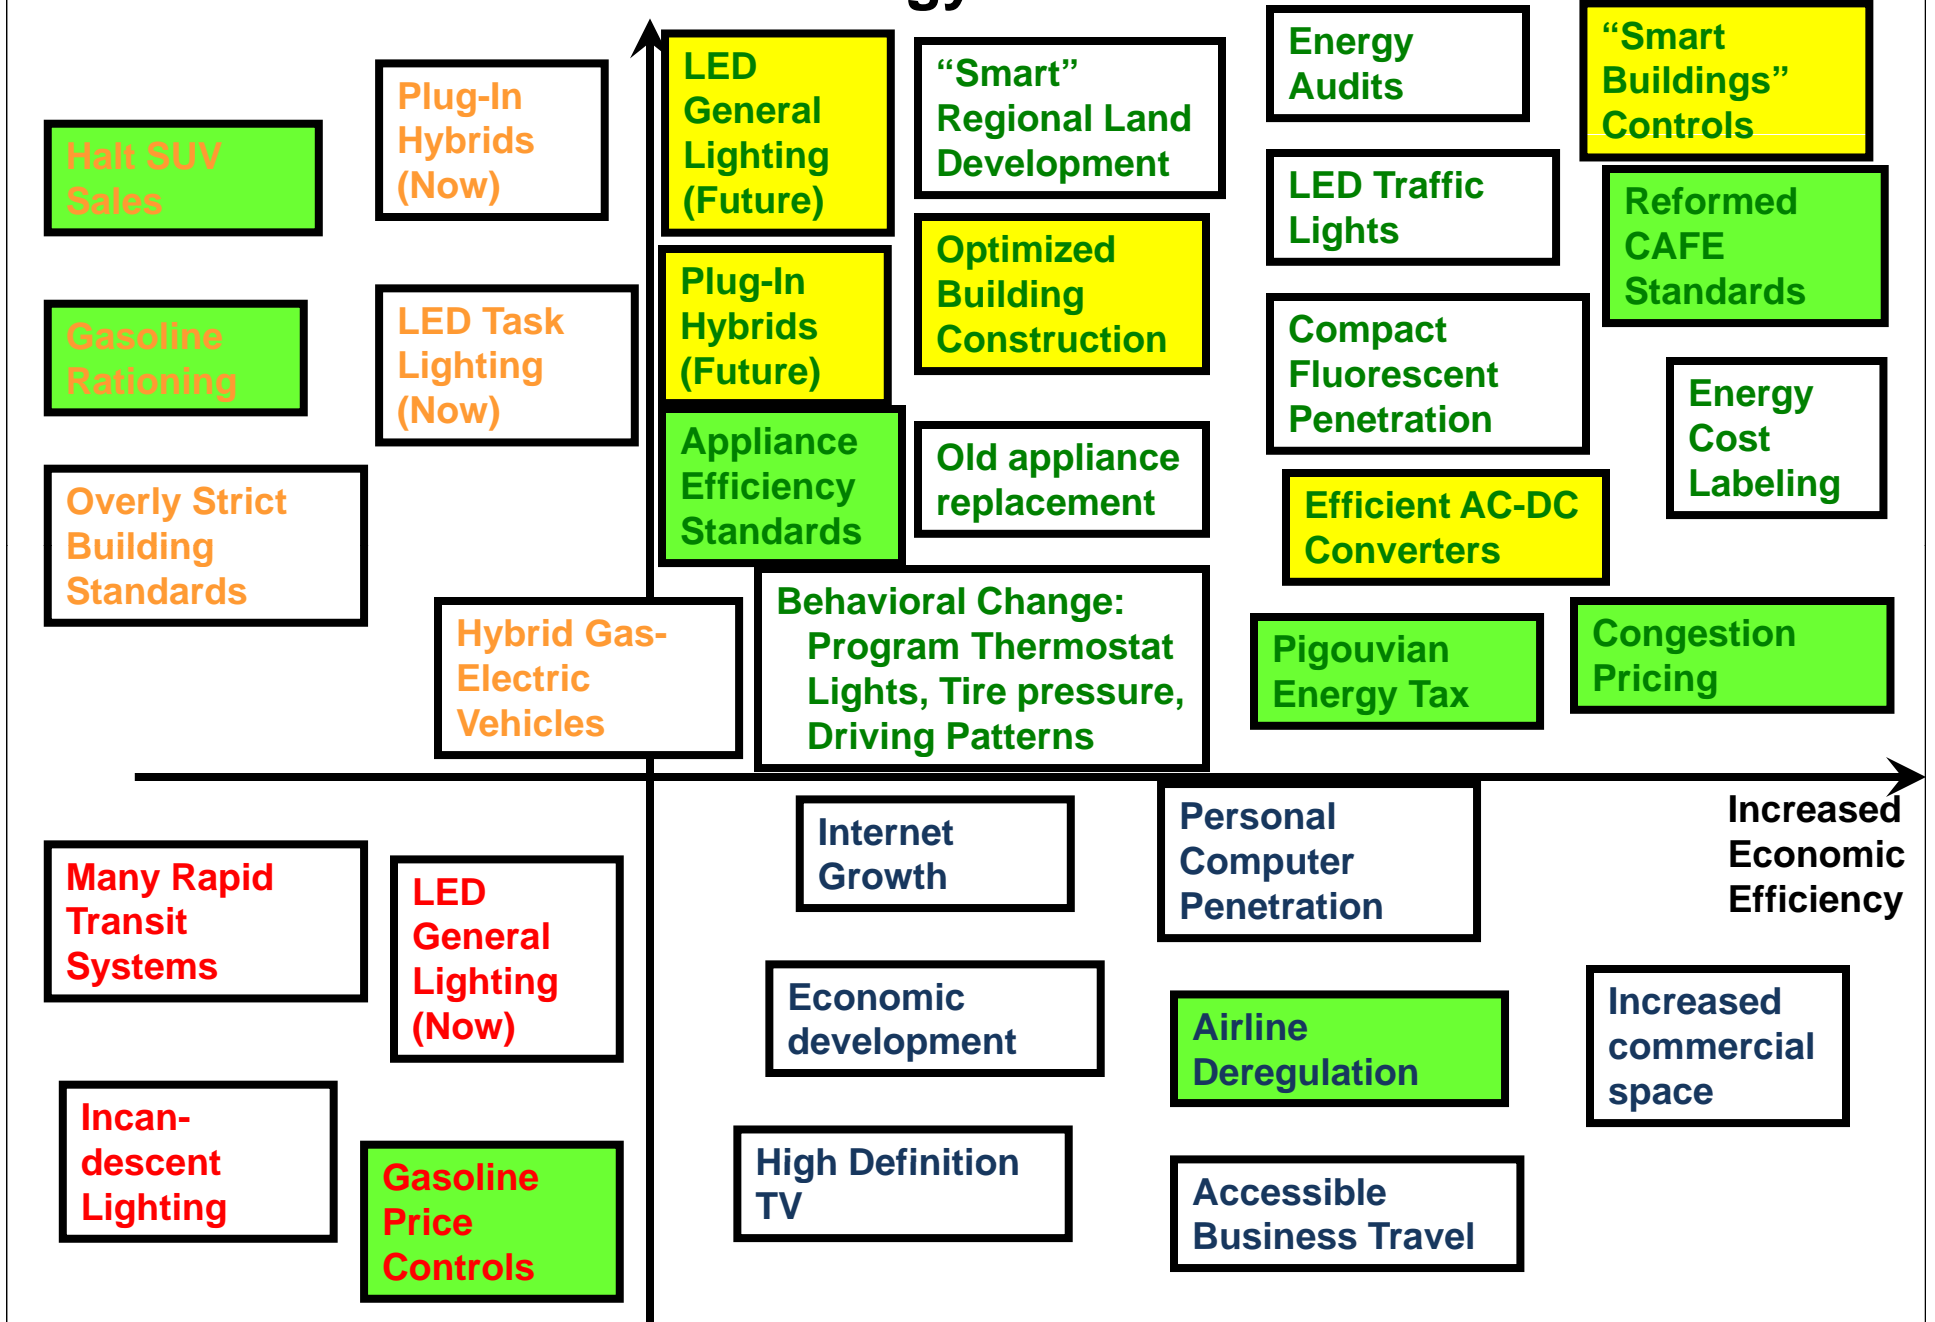 Halt SUV
Sales
Plug-In
Hybrids
(Now)
LED
General
Lighting
(Future)
“Smart”
Regional Land
Development
Energy
Audits
“Smart
Buildings”
Controls
LED Traffic
Lights
Reformed
CAFE
Standards
Gasoline
Rationing
LED Task
Lighting
(Now)
Plug-In
Hybrids
(Future)
Optimized
Building
Construction
Compact
Fluorescent
Penetration
Energy
Cost
Labeling
Overly Strict
Building
Standards
Appliance
Efficiency
Standards
Old appliance
replacement
Efficient AC-DC
Converters
Hybrid Gas-
Electric
Vehicles
Behavioral Change:
Program Thermostat
Lights, Tire pressure,
Driving Patterns
Pigouvian
Energy Tax
Congestion
Pricing
Increased
Economic
Efficiency
Many Rapid
Transit
Systems
LED
General
Lighting
(Now)
Internet
Growth
Personal
Computer
Penetration
Economic
development
Airline
Deregulation
Increased
commercial
space
Incan-
descent
Lighting
Gasoline
Price
Controls
High Definition
TV
Accessible
Business Travel